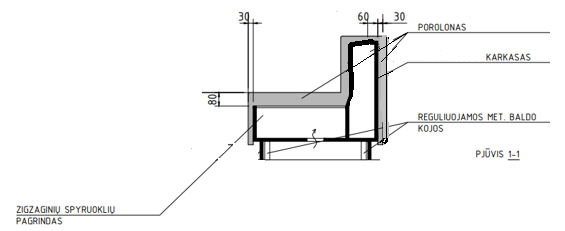 30
60
30
POROLONAS
KARKASAS
80
REGULIUOJAMOS MET. BALDO
KOJOS
PJŪVIS 1-1
ZIGZAGINIŲ SPYRUOKLIŲ
PAGRINDAS